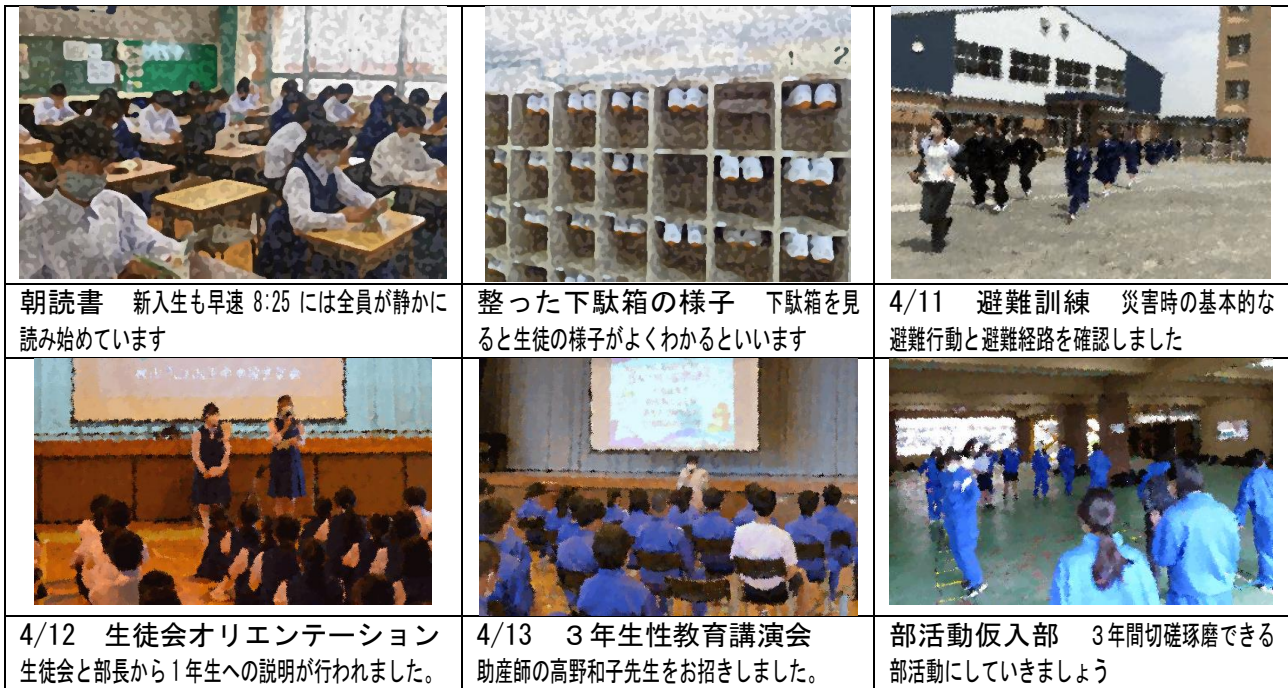 1 2
朝読書　新入生も早速 8:25 には全員が静かに
読み始めています
整った下駄箱の様子　下駄箱を見
ると生徒の様子がよくわかるといいます
4/11　避難訓練　災害時の基本的な
避難行動と避難経路を確認しました
4/12　生徒会オリエンテーション
生徒会と部長から１年生への説明が行われました。
4/13　３年生性教育講演会
助産師の高野和子先生をお招きしました。
部活動仮入部　３年間切磋琢磨できる
部活動にしていきましょう